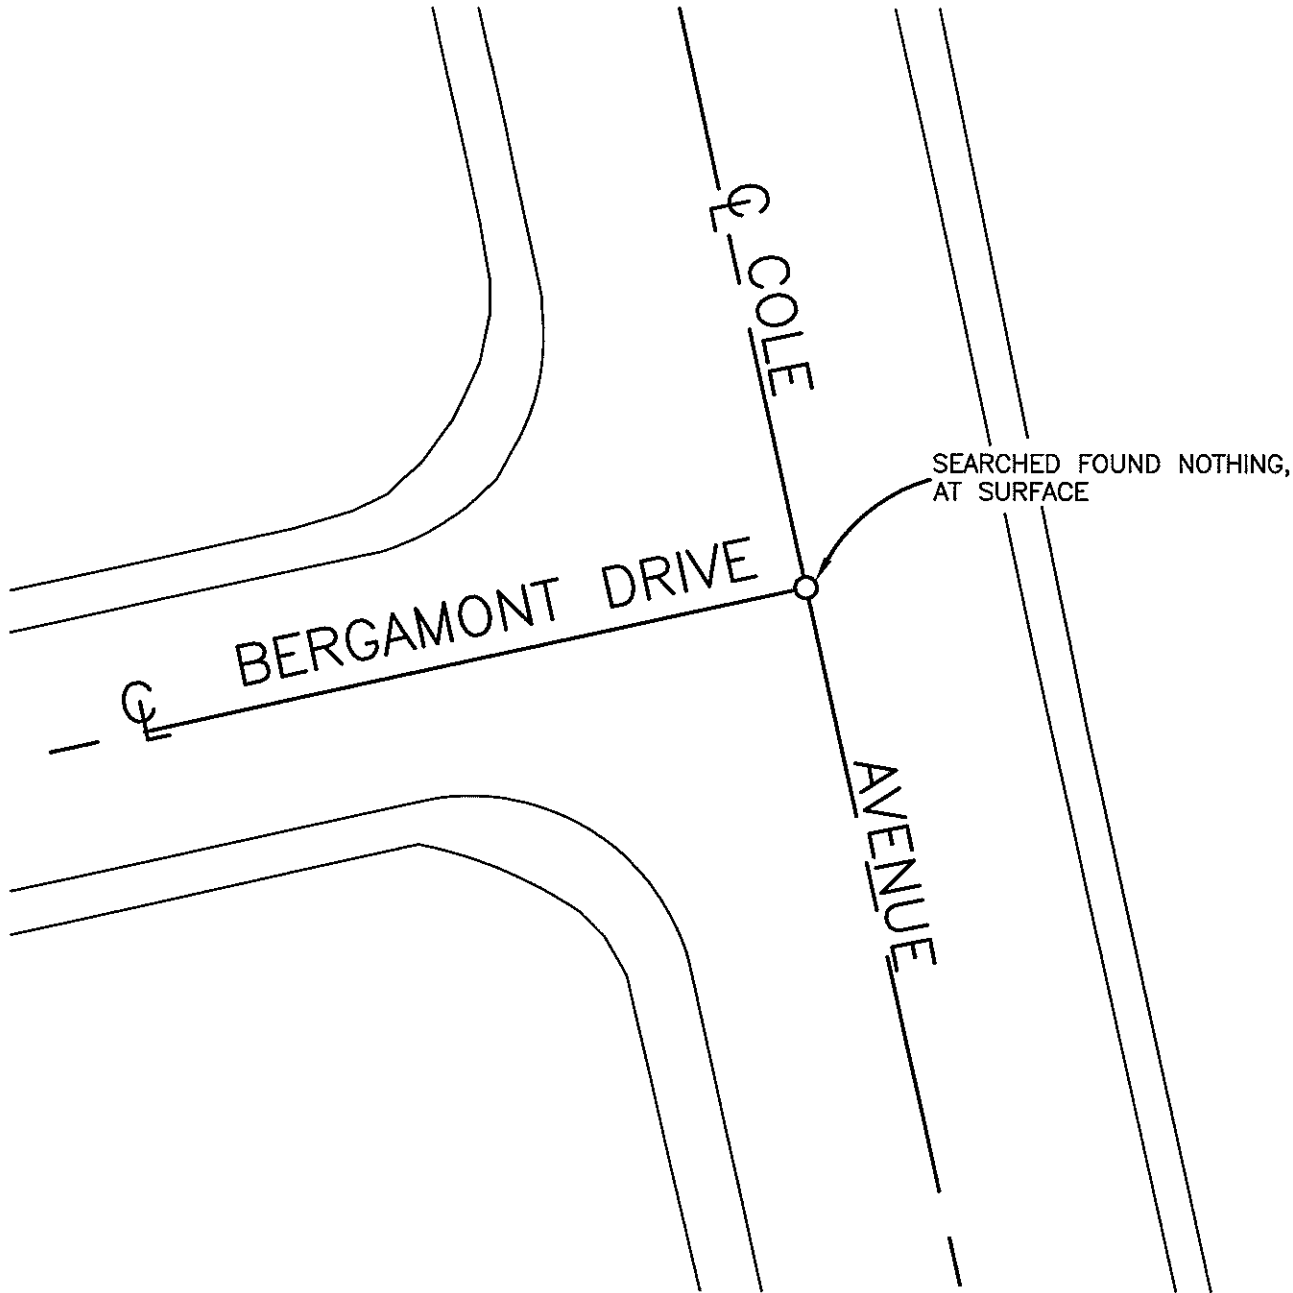 ℄ COLE AVENUE
SEARCHED FOUND NOTHING,
AT SURFACE
℄ BERGAMONT DRIVE